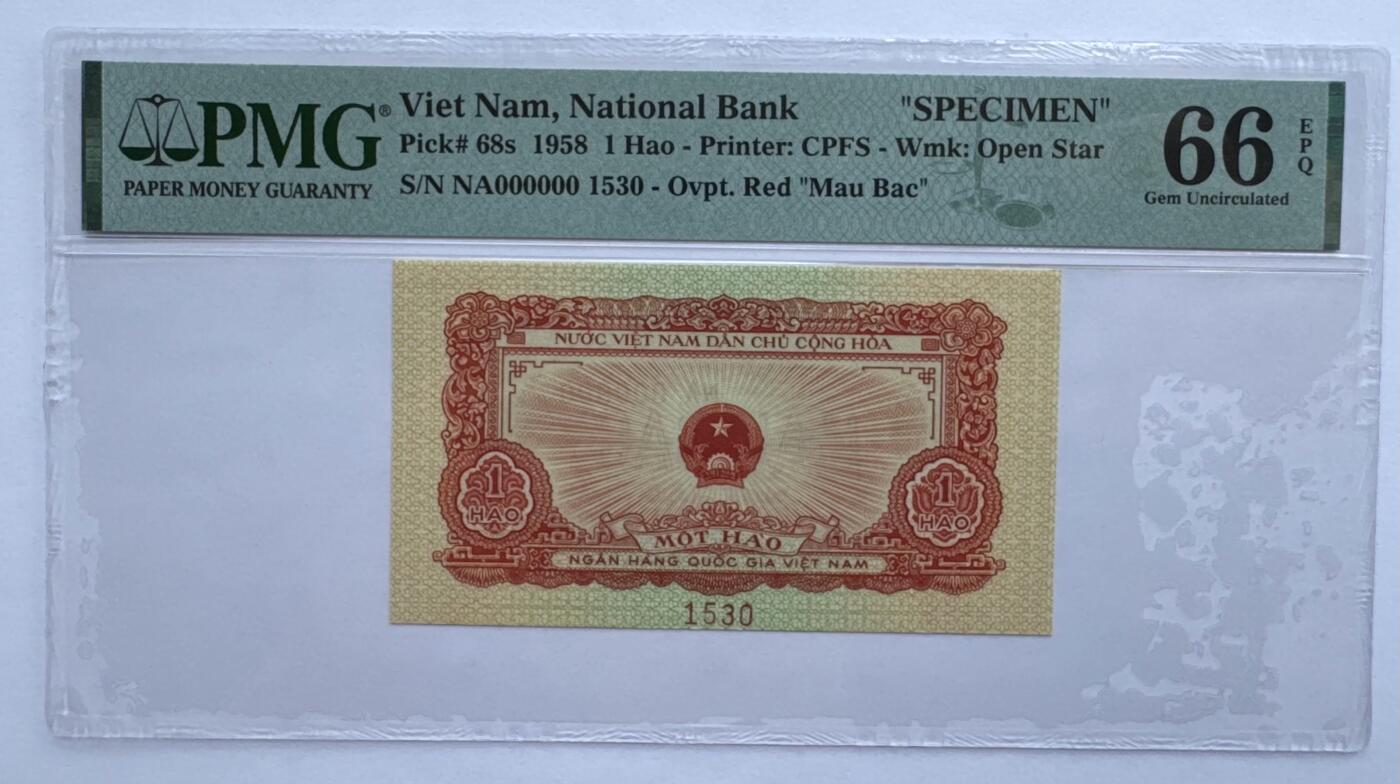 PMG®
PAPER MONEY GUARANTY
Viet Nam, National Bank "SPECIMEN"
Pick# 68s 1958 1 Hao - Printer: CPFS - Wmk: Open Star
S/N NA000000 1530 - Ovpt. Red "Mau Bac"
66
EPQ
Gem Uncirculated
NƯỚC VIỆT NAM DÂN CHỦ CỘNG HÒA
1
HAO
1
HAO
MỘT HÀO
NGÂN HÀNG QUỐC GIA VIỆT NAM
1530